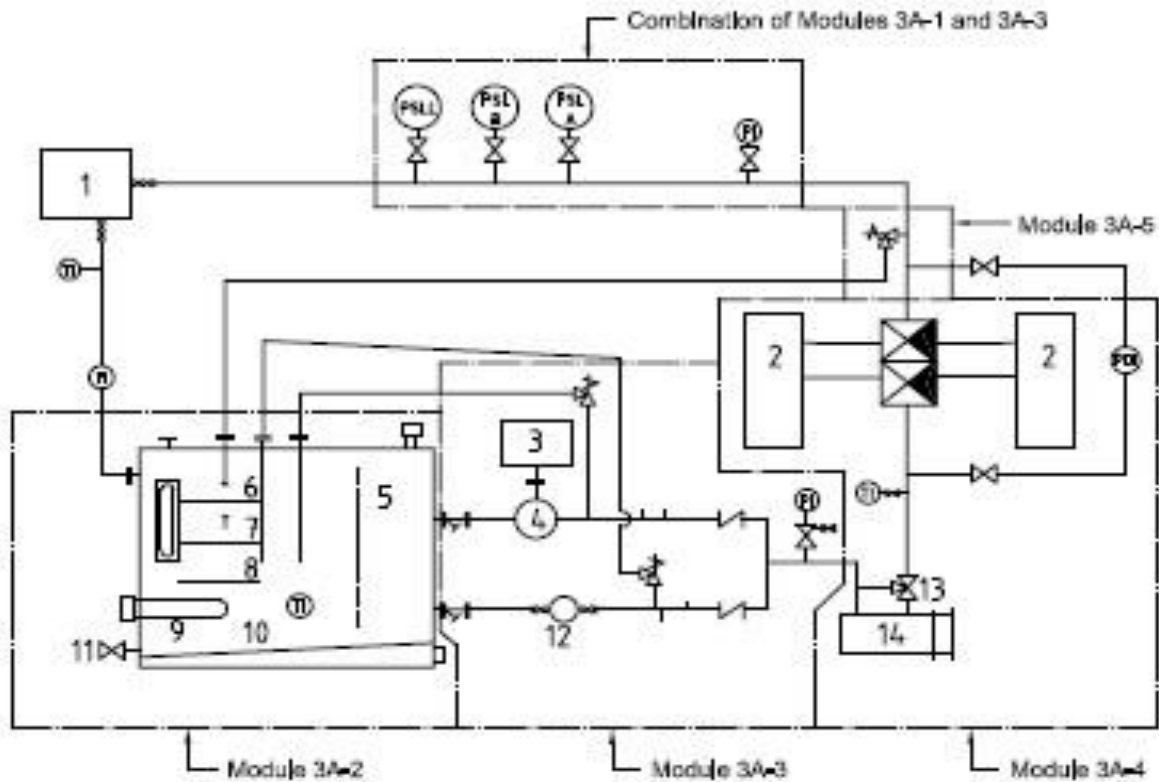 Combination of Modules 3A-1 and 3A-3
PSLL
PSL B
PSL A
PI
1
Module 3A-5
TI
2
2
PDI
3
6
5
4
7
PI
TI
8
TI
13
9
10
12
14
11
Module 3A-2
Module 3A-3
Module 3A-4